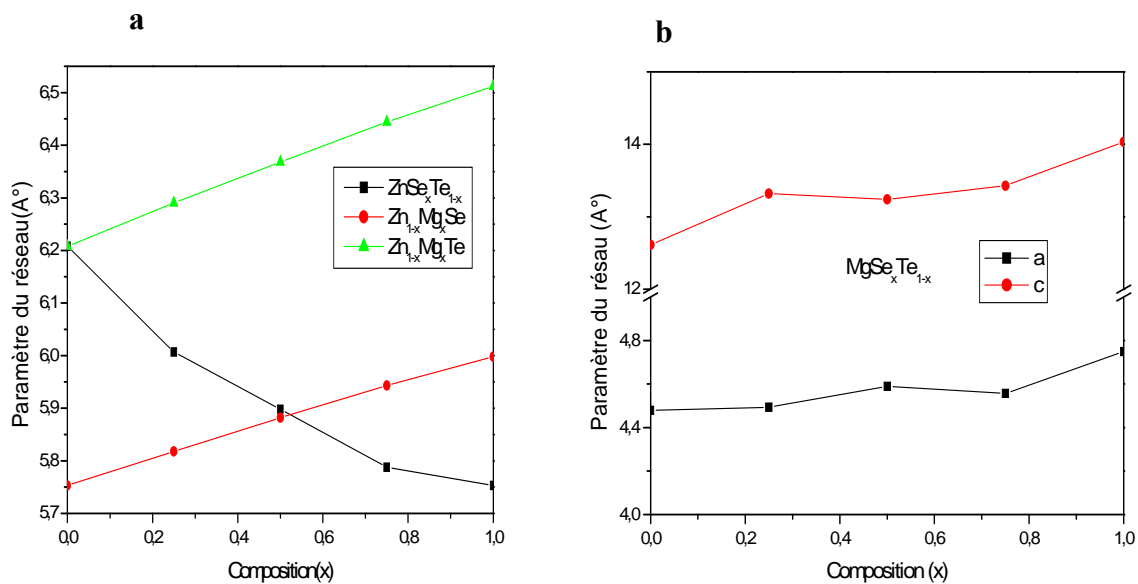 a
6,5
6,4
6,3
6,2
6,1
6,0
5,9
5,8
5,7
0,0 0,2 0,4 0,6 0,8 1,0
Paramètre du réseau(A°)
Composition(x)
ZnSexTe1-x
Zn1-xMgxSe
Zn1-xMgxTe
b
14
12
4,8
4,4
4,0
0,0 0,2 0,4 0,6 0,8 1,0
Paramètre du résau (A°)
Composition (x)
MgSexTe1-x
a
c